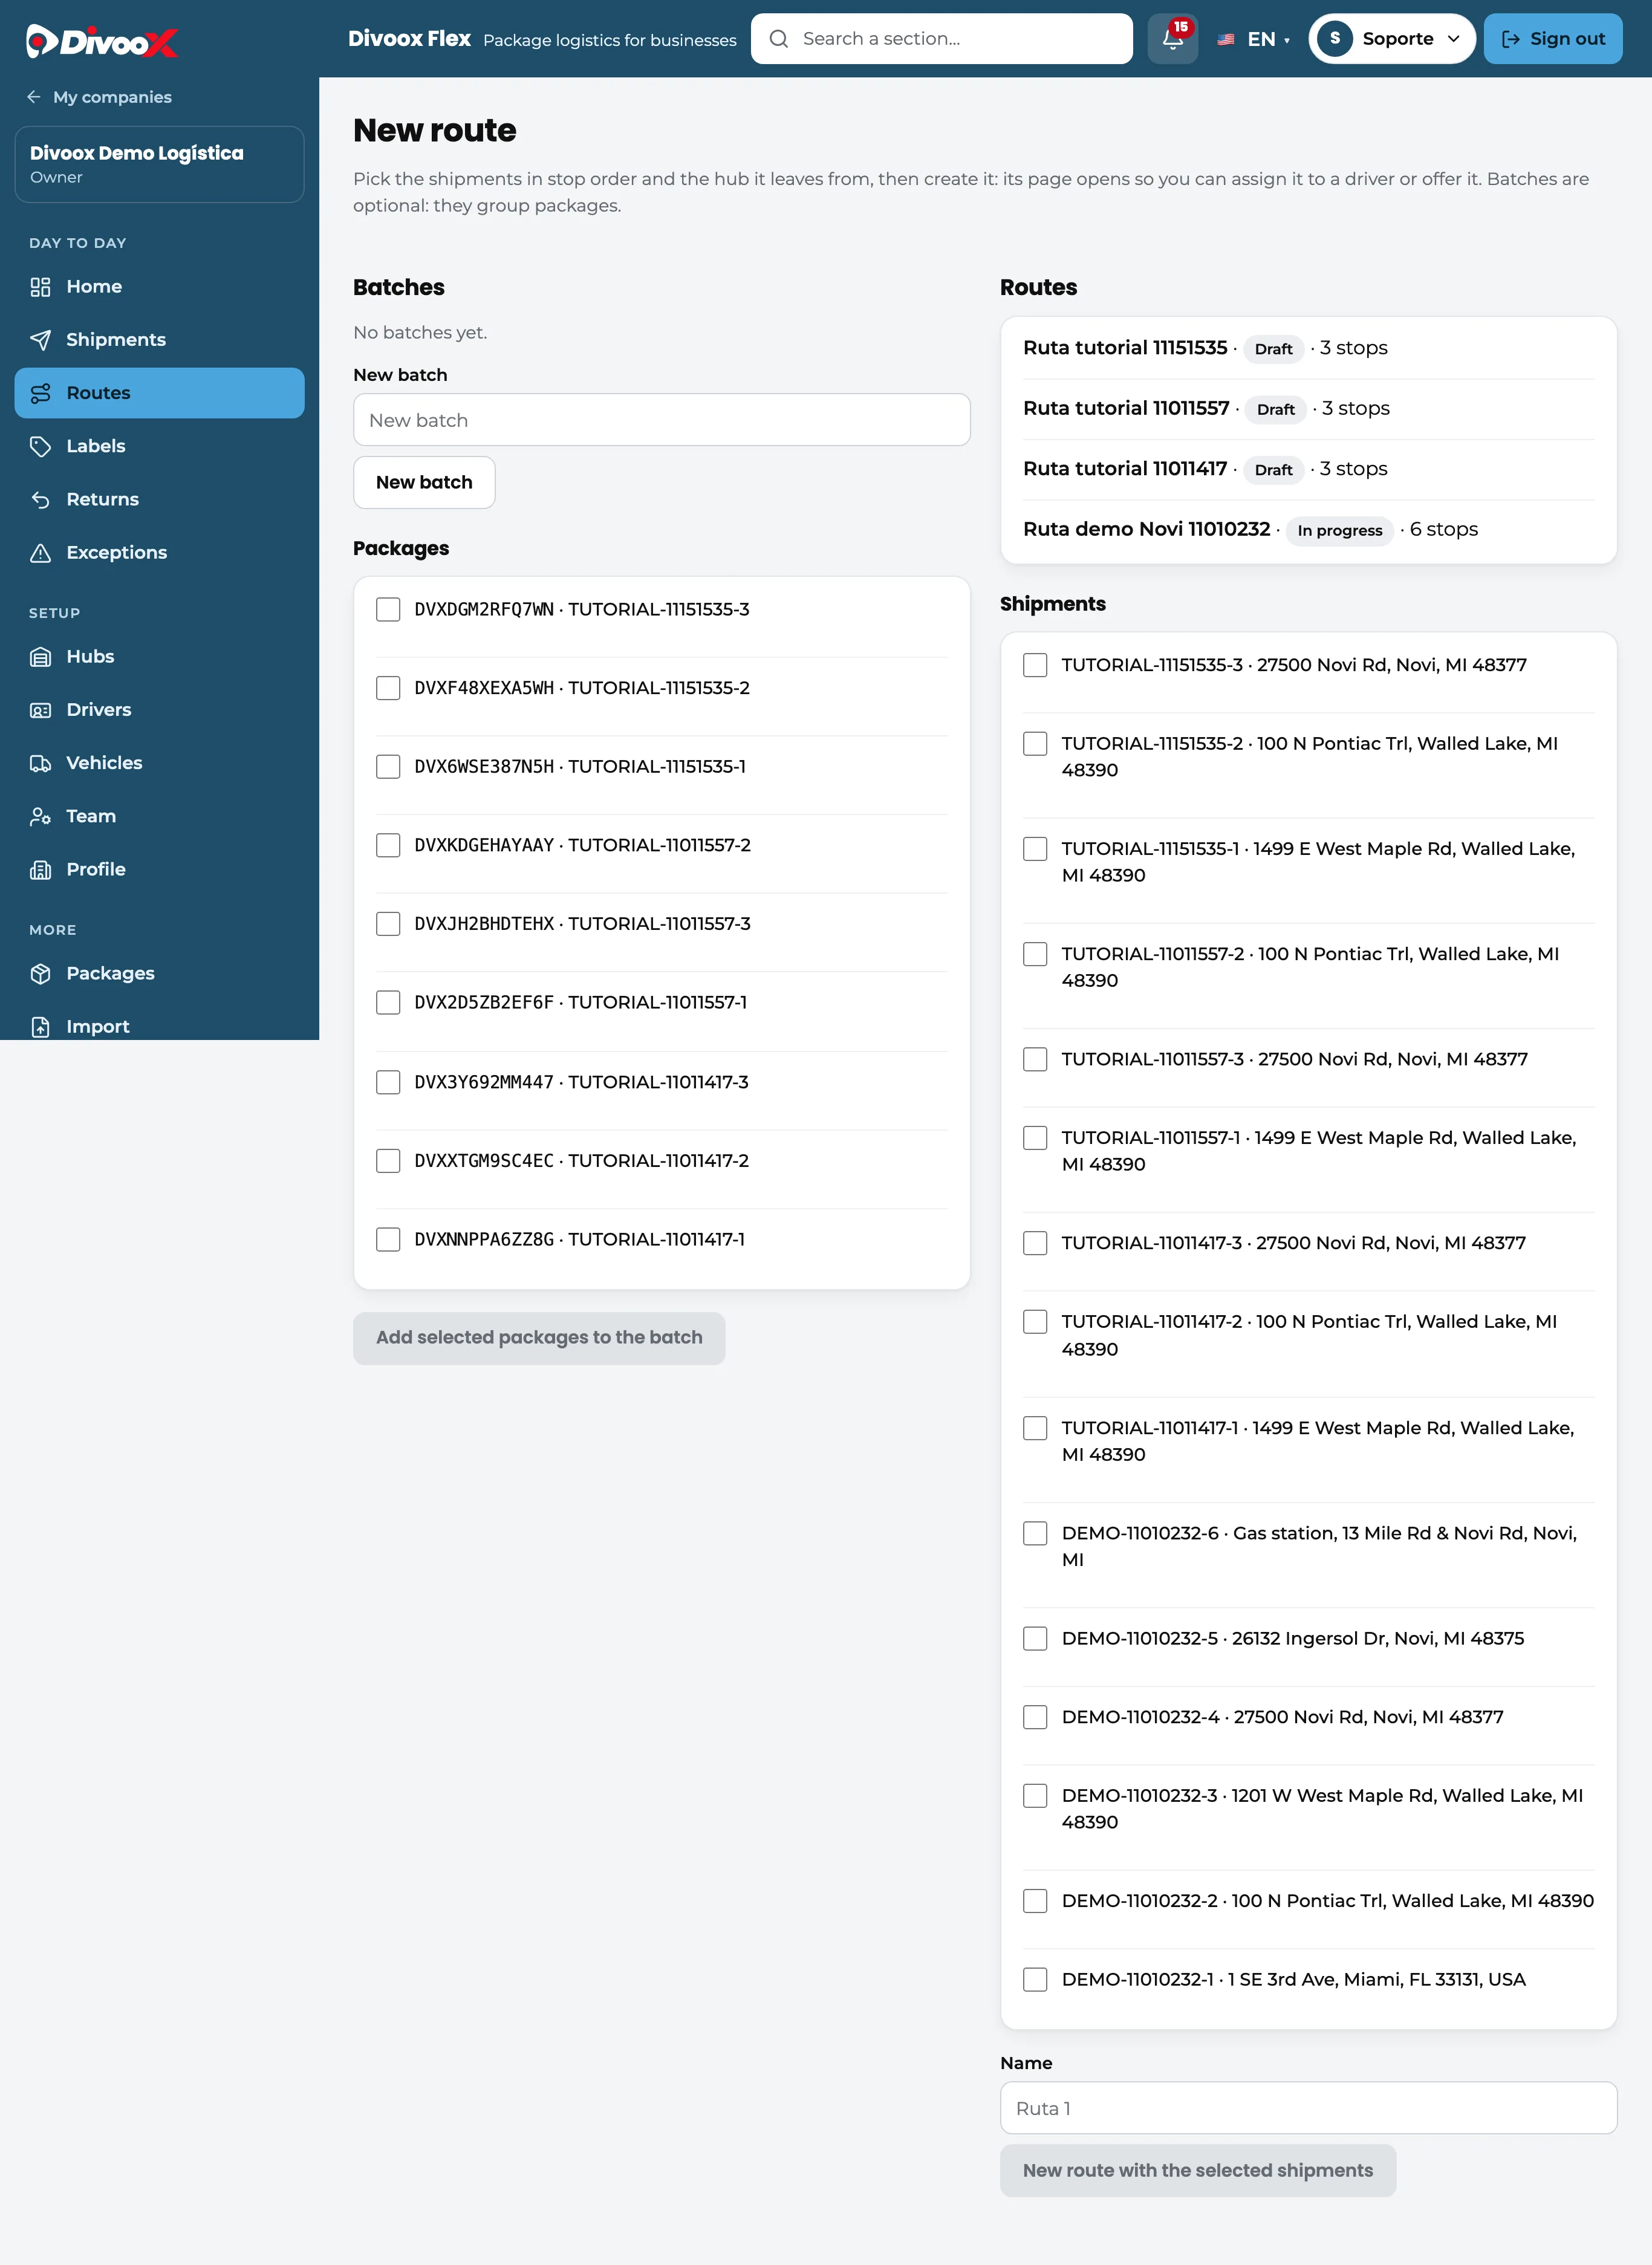 DivooX
Divoox Flex Package logistics for businesses
Search a section...
15
EN
S Soporte
Sign out
My companies
Divoox Demo Logística
Owner
DAY TO DAY
Home
Shipments
Routes
Labels
Returns
Exceptions
SETUP
Hubs
Drivers
Vehicles
Team
Profile
MORE
Packages
Import
New route
Pick the shipments in stop order and the hub it leaves from, then create it: its page opens so you can assign it to a driver or offer it. Batches are
optional: they group packages.
Batches
No batches yet.
New batch
New batch
New batch
Packages
DVXDGM2RFQ7WN · TUTORIAL-11151535-3
DVXF48XEXA5WH · TUTORIAL-11151535-2
DVX6WSE387N5H · TUTORIAL-11151535-1
DVXKDGEHAYAAY · TUTORIAL-11011557-2
DVXJH2BHDTEHX · TUTORIAL-11011557-3
DVX2D5ZB2EF6F · TUTORIAL-11011557-1
DVX3Y692MM447 · TUTORIAL-11011417-3
DVXXTGM9SC4EC · TUTORIAL-11011417-2
DVXNNPPA6ZZ8G · TUTORIAL-11011417-1
Add selected packages to the batch
Routes
Ruta tutorial 11151535 · Draft · 3 stops
Ruta tutorial 11011557 · Draft · 3 stops
Ruta tutorial 11011417 · Draft · 3 stops
Ruta demo Novi 11010232 · In progress · 6 stops
Shipments
TUTORIAL-11151535-3 · 27500 Novi Rd, Novi, MI 48377
TUTORIAL-11151535-2 · 100 N Pontiac Trl, Walled Lake, MI
48390
TUTORIAL-11151535-1 · 1499 E West Maple Rd, Walled Lake,
MI 48390
TUTORIAL-11011557-2 · 100 N Pontiac Trl, Walled Lake, MI
48390
TUTORIAL-11011557-3 · 27500 Novi Rd, Novi, MI 48377
TUTORIAL-11011557-1 · 1499 E West Maple Rd, Walled Lake,
MI 48390
TUTORIAL-11011417-3 · 27500 Novi Rd, Novi, MI 48377
TUTORIAL-11011417-2 · 100 N Pontiac Trl, Walled Lake, MI
48390
TUTORIAL-11011417-1 · 1499 E West Maple Rd, Walled Lake,
MI 48390
DEMO-11010232-6 · Gas station, 13 Mile Rd & Novi Rd, Novi,
MI
DEMO-11010232-5 · 26132 Ingersol Dr, Novi, MI 48375
DEMO-11010232-4 · 27500 Novi Rd, Novi, MI 48377
DEMO-11010232-3 · 1201 W West Maple Rd, Walled Lake, MI
48390
DEMO-11010232-2 · 100 N Pontiac Trl, Walled Lake, MI 48390
DEMO-11010232-1 · 1 SE 3rd Ave, Miami, FL 33131, USA
Name
Ruta 1
New route with the selected shipments